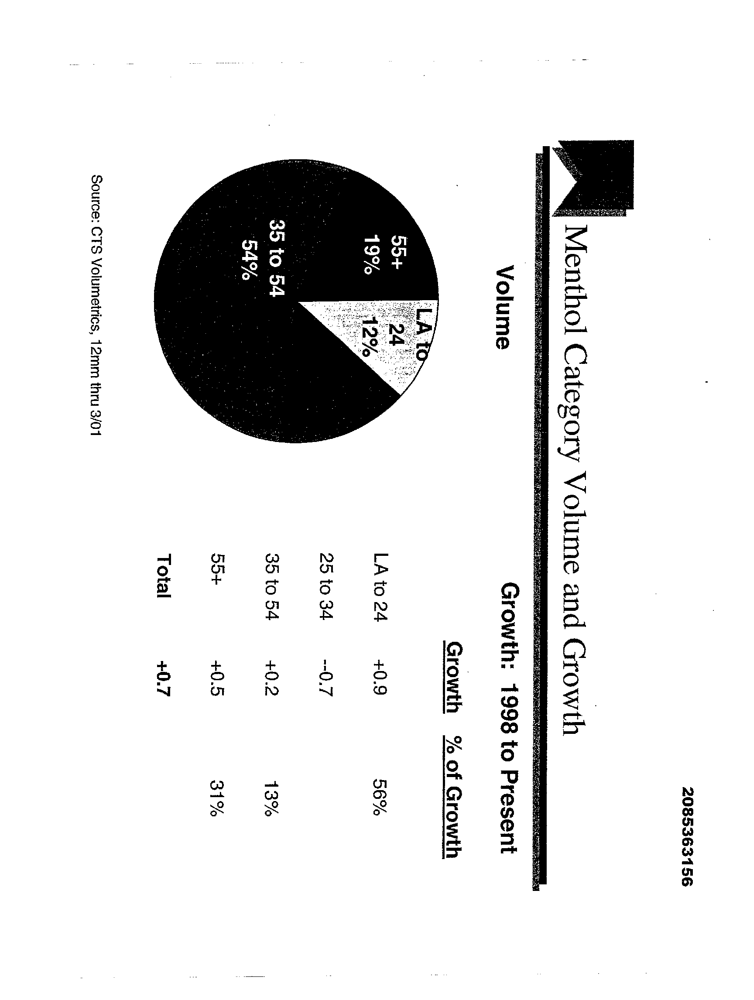 2085363156
Menthol Category Volume and Growth
Volume
Growth: 1998 to Present
LA to
24
12%
55+
19%
35 to 54
54%
Growth % of Growth
LA to 24 +0.9 56%
25 to 34 --0.7
35 to 54 +0.2 13%
55+ +0.5 31%
Total +0.7
Source: CTS Volumetrics, 12mm thru 3/01